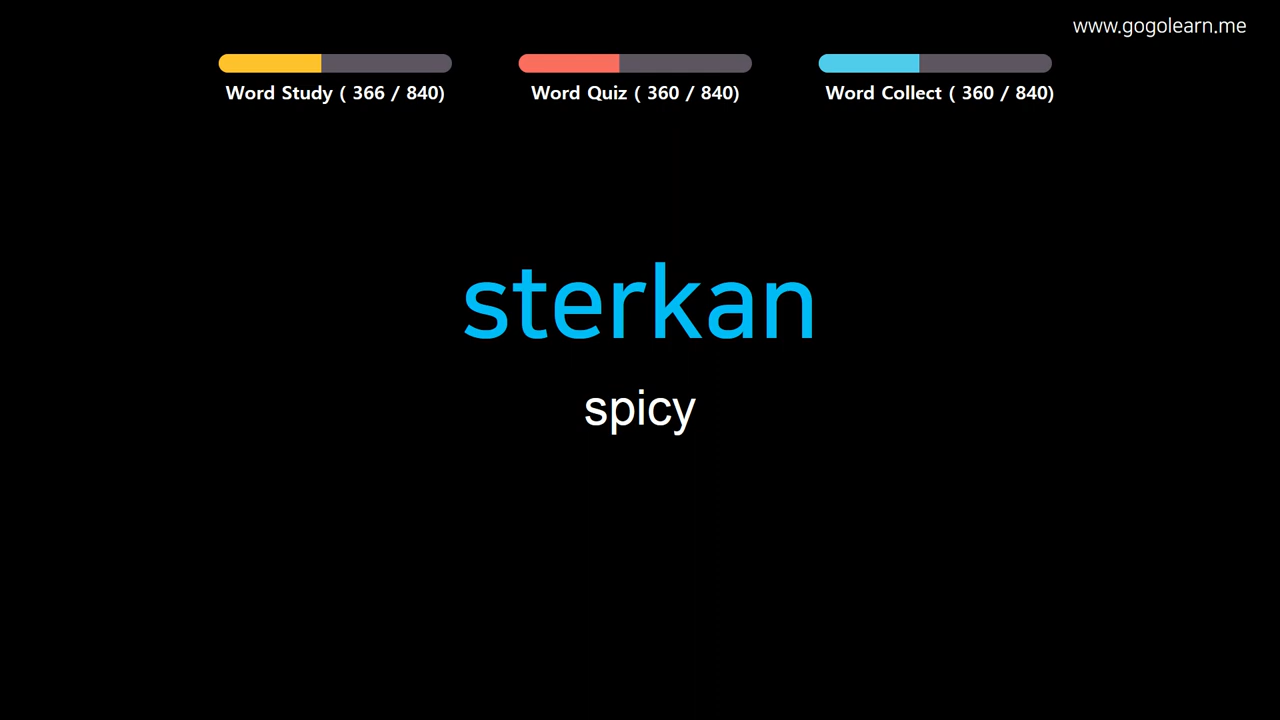 www.gogolearn.me
Word Study ( 366 / 840)
Word Quiz ( 360 / 840)
Word Collect ( 360 / 840)
sterkan
spicy